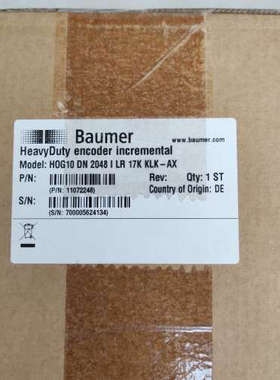 Baumer
www.baumer.com
HeavyDuty encoder incremental
Model: HOG10 DN 2048 I LR 17K KLK-AX
P/N: Rev: Qty: 1 ST
(P/N: 11072248) Country of Origin: DE
S/N:
(S/N: 700005624134)